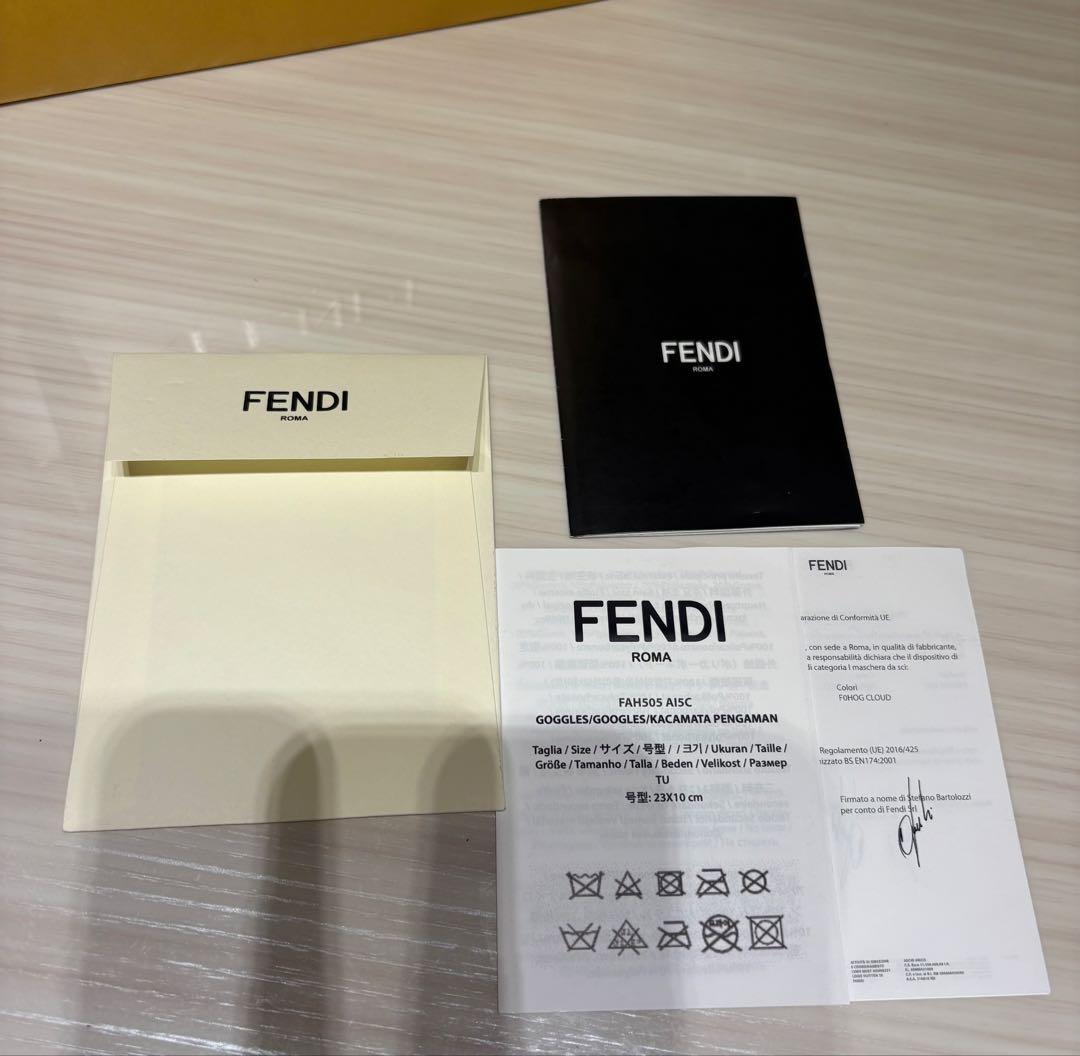 FENDI
ROMA
FENDI
ROMA
FENDI
ROMA
FAH505 AI5C
GOGGLES/GOOGLES/KACAMATA PENGAMAN
Taglia / Size / サイズ / 号型 / / 크기 / Ukuran / Taille /
Größe / Tamanho / Talla / Beden / Velikost / Размер
TU
号型: 23X10 cm
FENDI
ROMA
arazione di Conformità UE
, con sede a Roma, in qualità di fabbricante,
a responsabilità dichiara che il dispositivo di
di categoria I maschera da sci:
Colori
F0HOG CLOUD
Regolamento (UE) 2016/425
nizzato BS EN174:2001
Firmato a nome di Stefano Bartolozzi
per conto di Fendi Srl